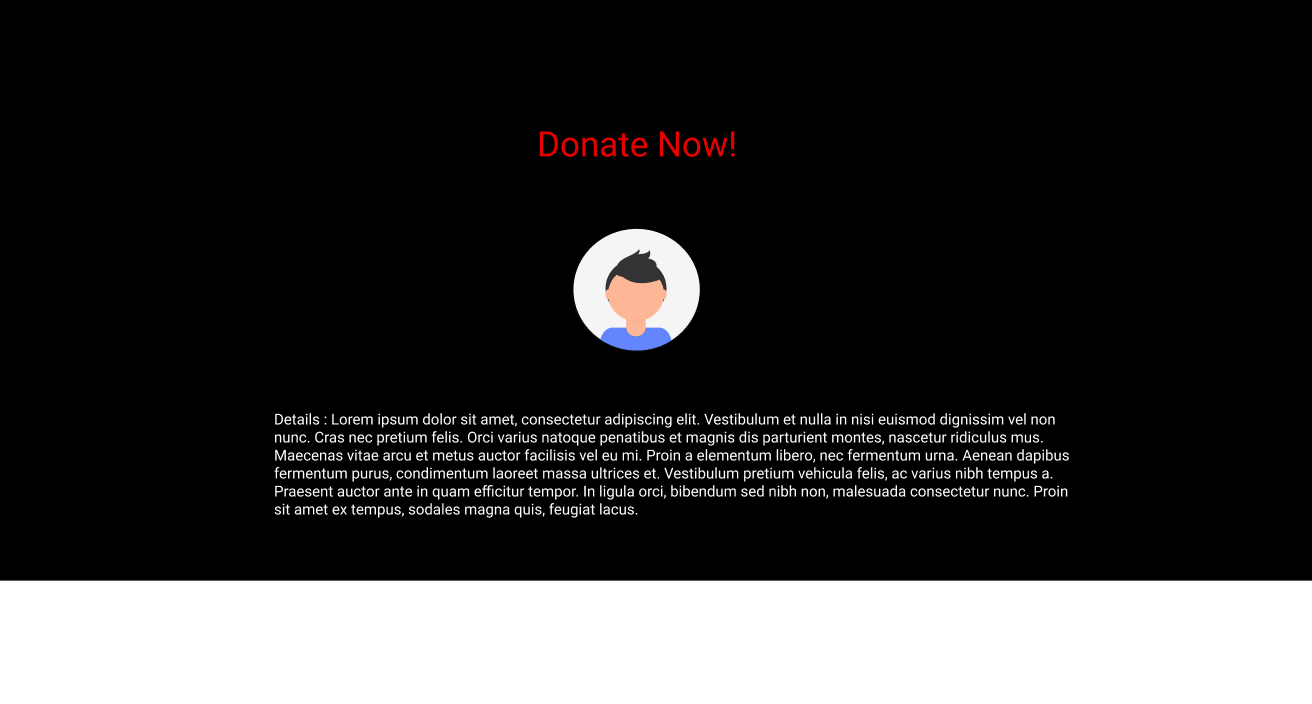 Donate Now!
Details : Lorem ipsum dolor sit amet, consectetur adipiscing elit. Vestibulum et nulla in nisi euismod dignissim vel non
nunc. Cras nec pretium felis. Orci varius natoque penatibus et magnis dis parturient montes, nascetur ridiculus mus.
Maecenas vitae arcu et metus auctor facilisis vel eu mi. Proin a elementum libero, nec fermentum urna. Aenean dapibus
fermentum purus, condimentum laoreet massa ultrices et. Vestibulum pretium vehicula felis, ac varius nibh tempus a.
Praesent auctor ante in quam efficitur tempor. In ligula orci, bibendum sed nibh non, malesuada consectetur nunc. Proin
sit amet ex tempus, sodales magna quis, feugiat lacus.